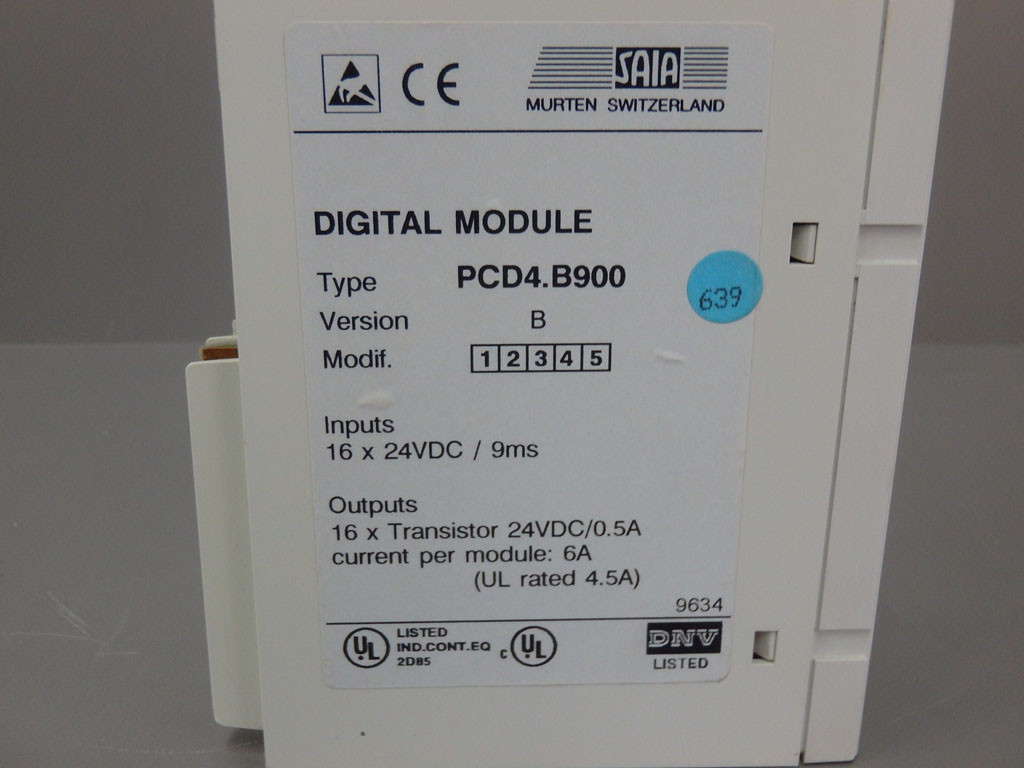 CE
SAIA
MURTEN SWITZERLAND
DIGITAL MODULE
Type PCD4.B900
Version B
Modif. 1 2 3 4 5
639
Inputs
16 x 24VDC / 9ms
Outputs
16 x Transistor 24VDC/0.5A
current per module: 6A
(UL rated 4.5A)
9634
UL LISTED
IND.CONT.EQ
2D85
c UL
DNV
LISTED